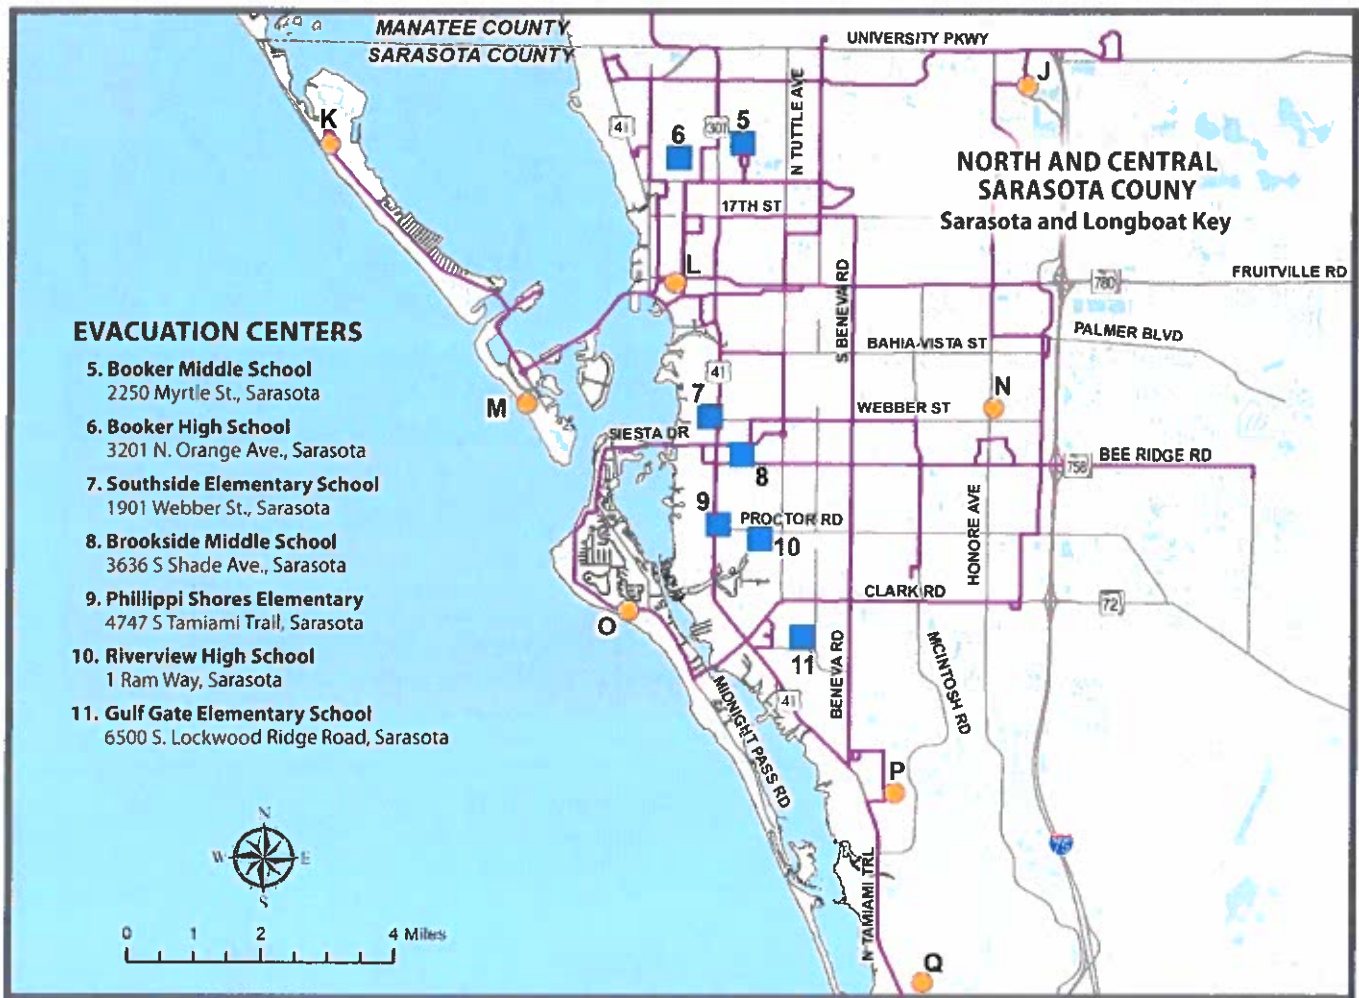 MANATEE COUNTY
SARASOTA COUNTY
UNIVERSITY PKWY
J
K
41
6
301
5
N TUTTLE AVE
NORTH AND CENTRAL
SARASOTA COUNY
Sarasota and Longboat Key
17TH ST
L
S BENEVA RD
780
FRUITVILLE RD
EVACUATION CENTERS
5. Booker Middle School
2250 Myrtle St., Sarasota
6. Booker High School
3201 N. Orange Ave., Sarasota
7. Southside Elementary School
1901 Webber St., Sarasota
8. Brookside Middle School
3636 S Shade Ave., Sarasota
9. Phillippi Shores Elementary
4747 S Tamiami Trail, Sarasota
10. Riverview High School
1 Ram Way, Sarasota
11. Gulf Gate Elementary School
6500 S. Lockwood Ridge Road, Sarasota
BAHIA VISTA ST
PALMER BLVD
41
M
7
N
WEBBER ST
SIESTA DR
8
BEE RIDGE RD
758
9
PROCTOR RD
10
HONORE AVE
CLARK RD
72
O
11
BENEVA RD
MCINTOSH RD
MIDNIGHT PASS RD
41
P
75
N TAMIAMI TRL
Q
N
W E
S
0 1 2 4 Miles